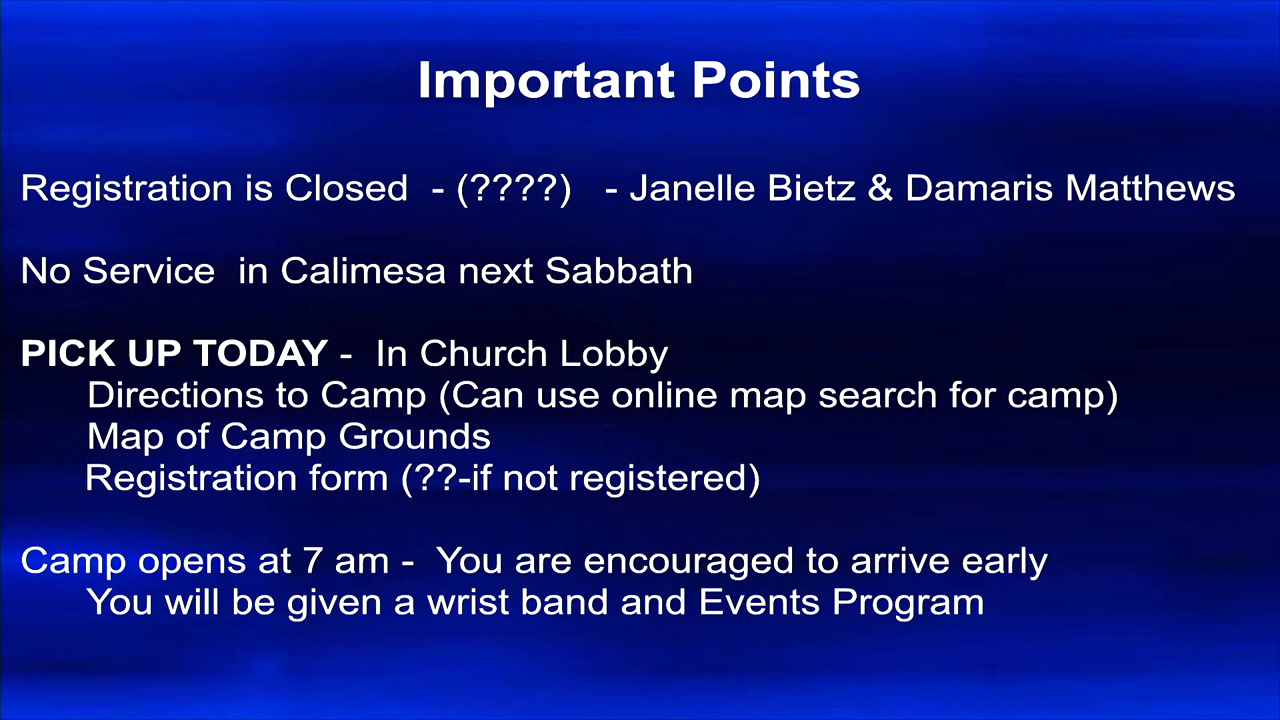 Important Points
Registration is Closed - (????) - Janelle Bietz & Damaris Matthews
No Service in Calimesa next Sabbath
PICK UP TODAY - In Church Lobby
Directions to Camp (Can use online map search for camp)
Map of Camp Grounds
Registration form (??-if not registered)
Camp opens at 7 am - You are encouraged to arrive early
You will be given a wrist band and Events Program